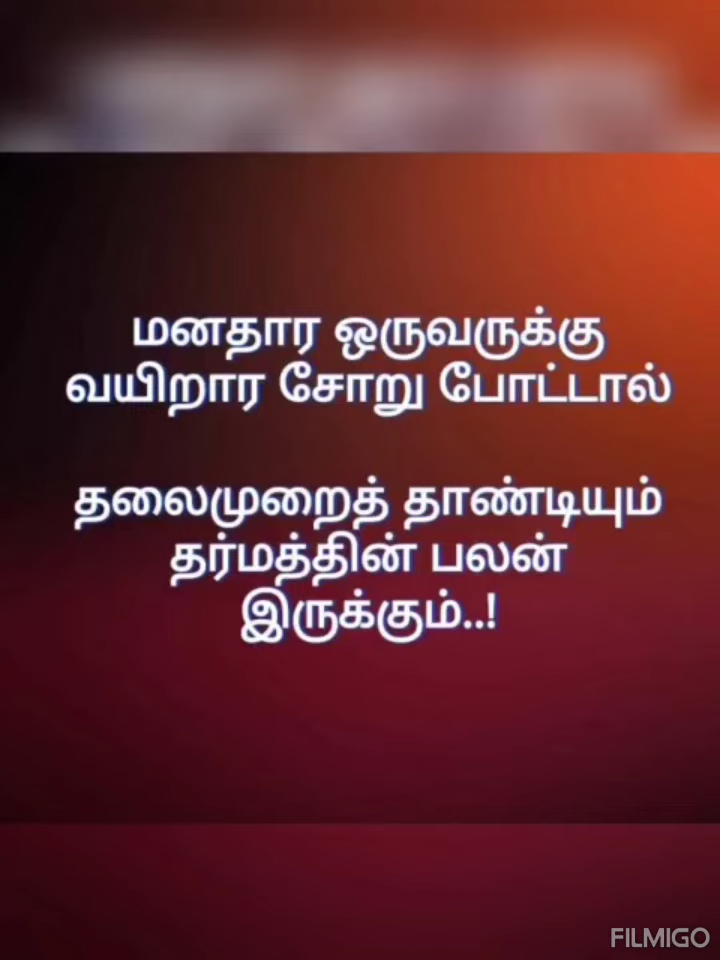 மனதார ஒருவருக்கு
வயிறார சோறு போட்டால்
தலைமுறைத் தாண்டியும்
தர்மத்தின் பலன்
இருக்கும்..!
FILMIGO